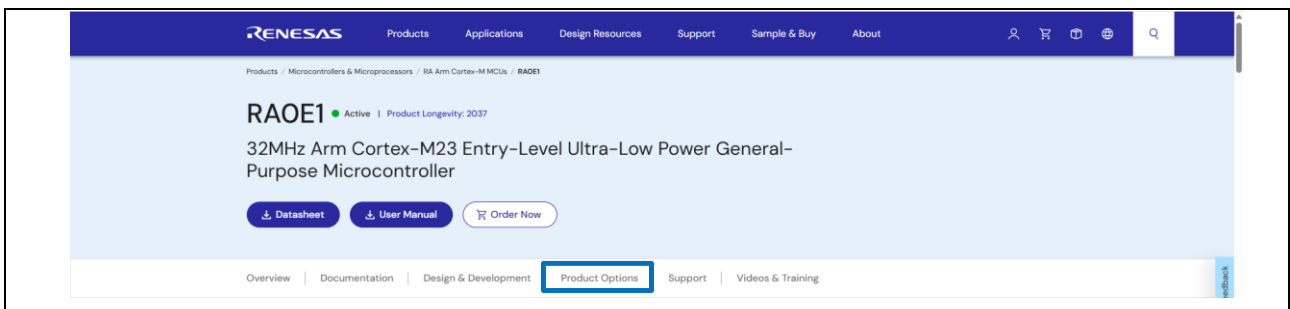 RENESAS Products Applications Design Resources Support Sample & Buy About
Products / Microcontrollers & Microprocessors / RA Arm Cortex-M MCUs / RA0E1
RA0E1 Active | Product Longevity: 2037
32MHz Arm Cortex-M23 Entry-Level Ultra-Low Power General-
Purpose Microcontroller
Datasheet User Manual Order Now
Overview | Documentation | Design & Development Product Options Support | Videos & Training